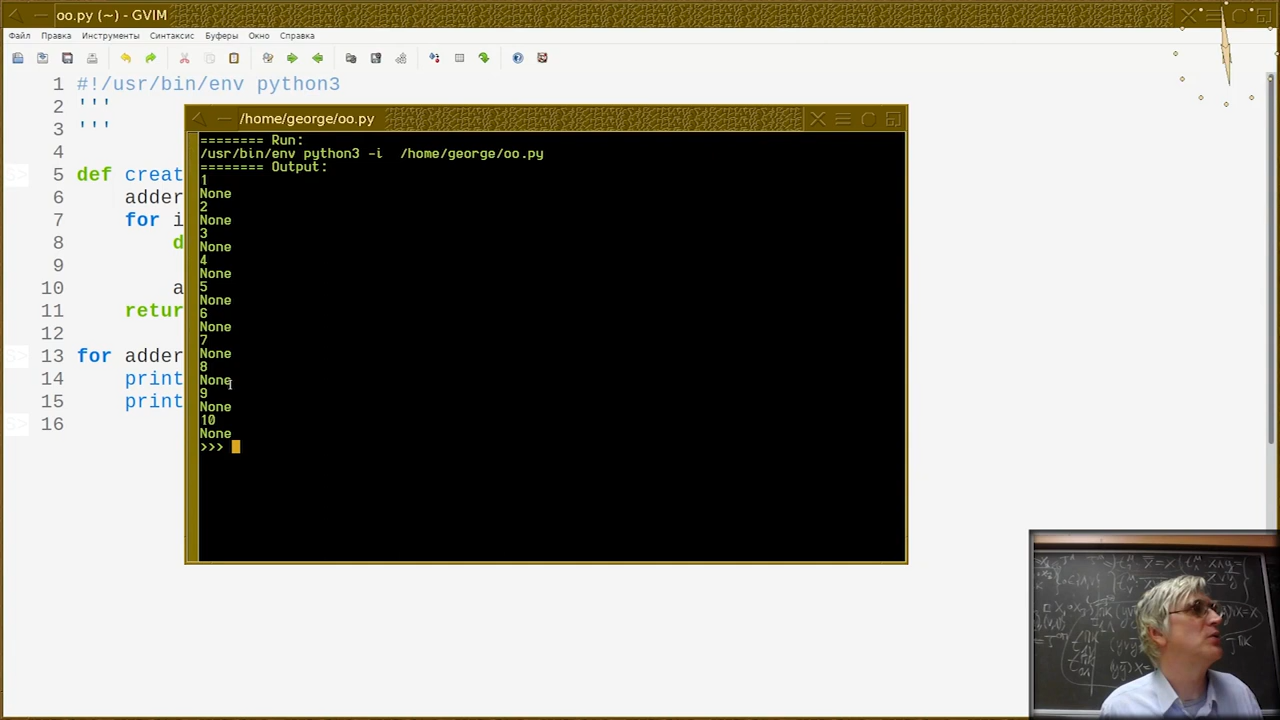 oo.py (~) - GVIM
Файл Правка Инструменты Синтаксис Буферы Окно Справка
1 #!/usr/bin/env python3
2 '''
3 '''
4
5 def creat
6 adder
7 for i
8 d
9
10 a
11 retur
12
13 for adder
14 print
15 print
16
/home/george/oo.py
======== Run:
/usr/bin/env python3 -i /home/george/oo.py
======== Output:
1
None
2
None
3
None
4
None
5
None
6
None
7
None
8
None
9
None
10
None
>>>